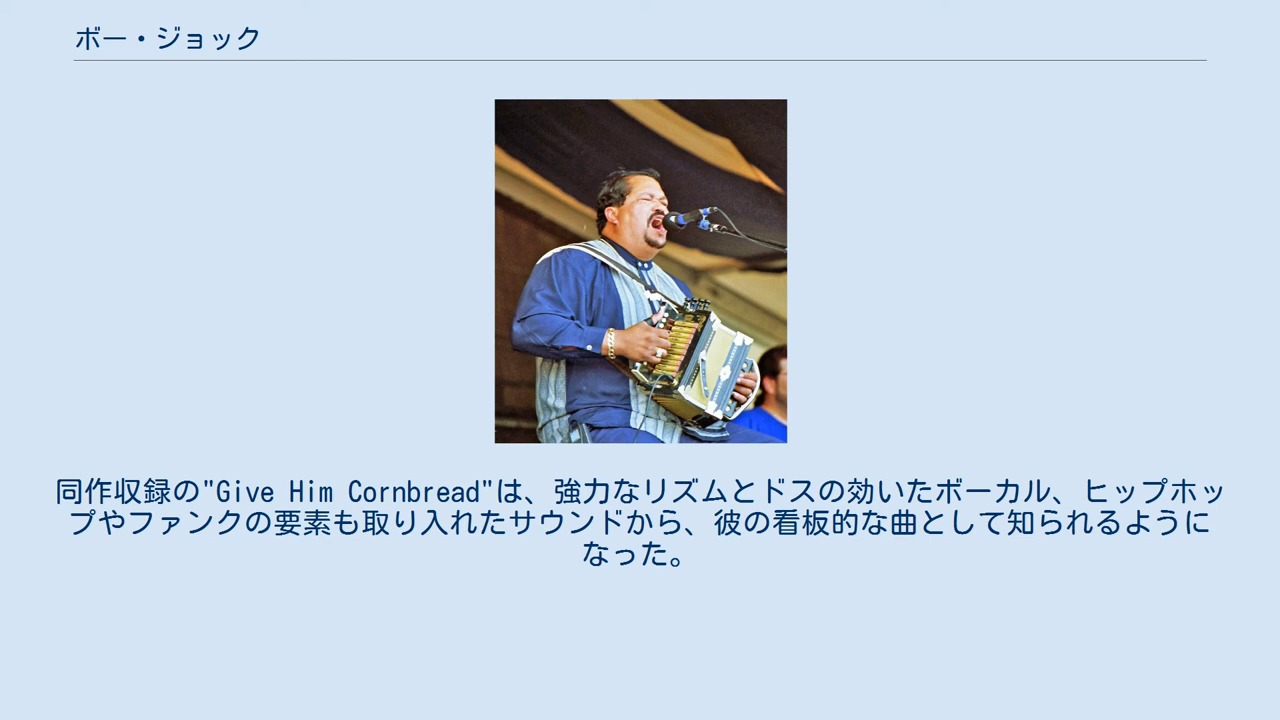 ボー・ジョック
同作収録の"Give Him Cornbread"は、強力なリズムとドスの効いたボーカル、ヒップホッ
プやファンクの要素も取り入れたサウンドから、彼の看板的な曲として知られるように
なった。